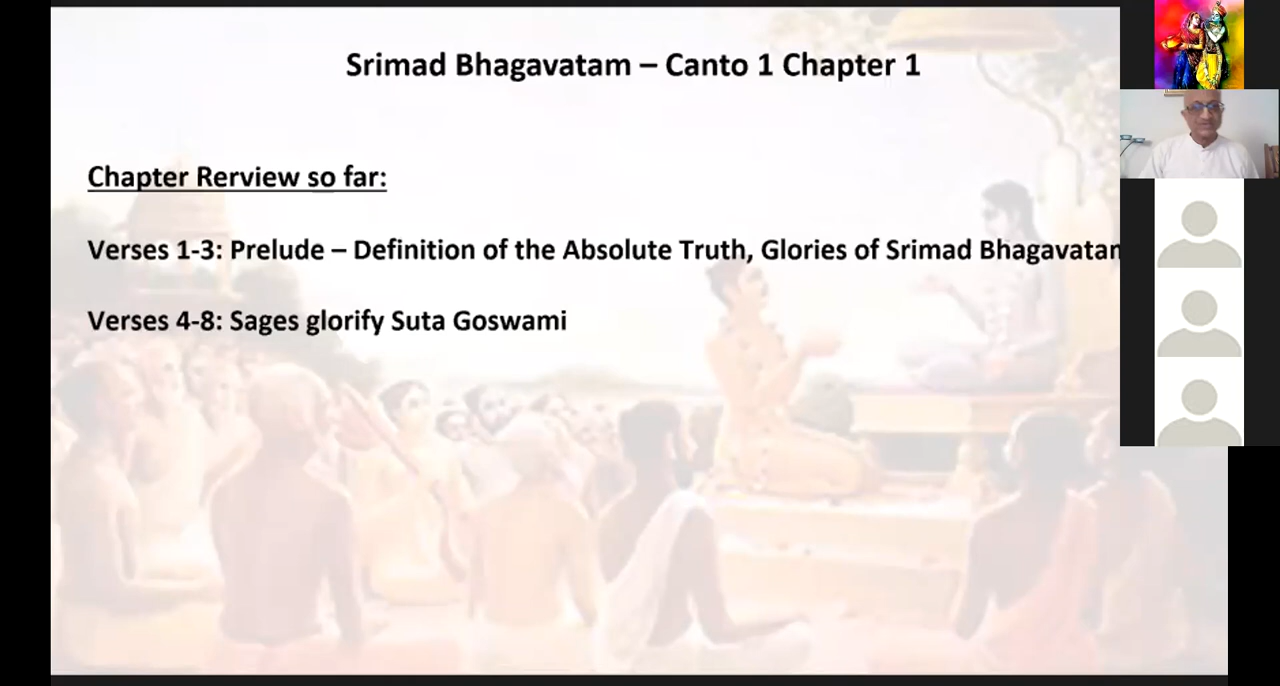 Srimad Bhagavatam – Canto 1 Chapter 1
Chapter Rerview so far:
Verses 1-3: Prelude – Definition of the Absolute Truth, Glories of Srimad Bhagavatam
Verses 4-8: Sages glorify Suta Goswami